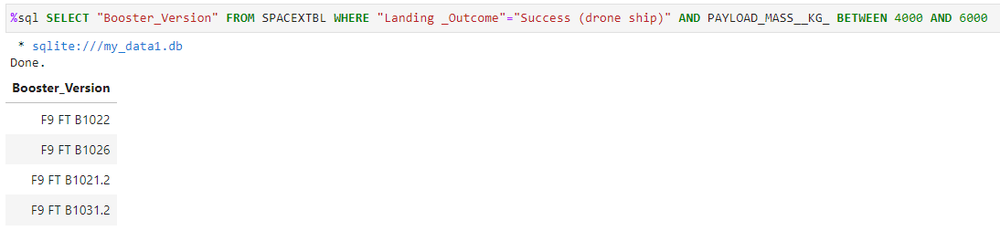 %sql SELECT "Booster_Version" FROM SPACEXTBL WHERE "Landing _Outcome"="Success (drone ship)" AND PAYLOAD_MASS__KG_ BETWEEN 4000 AND 6000
* sqlite:///my_data1.db
Done.
Booster_Version
F9 FT B1022
F9 FT B1026
F9 FT B1021.2
F9 FT B1031.2